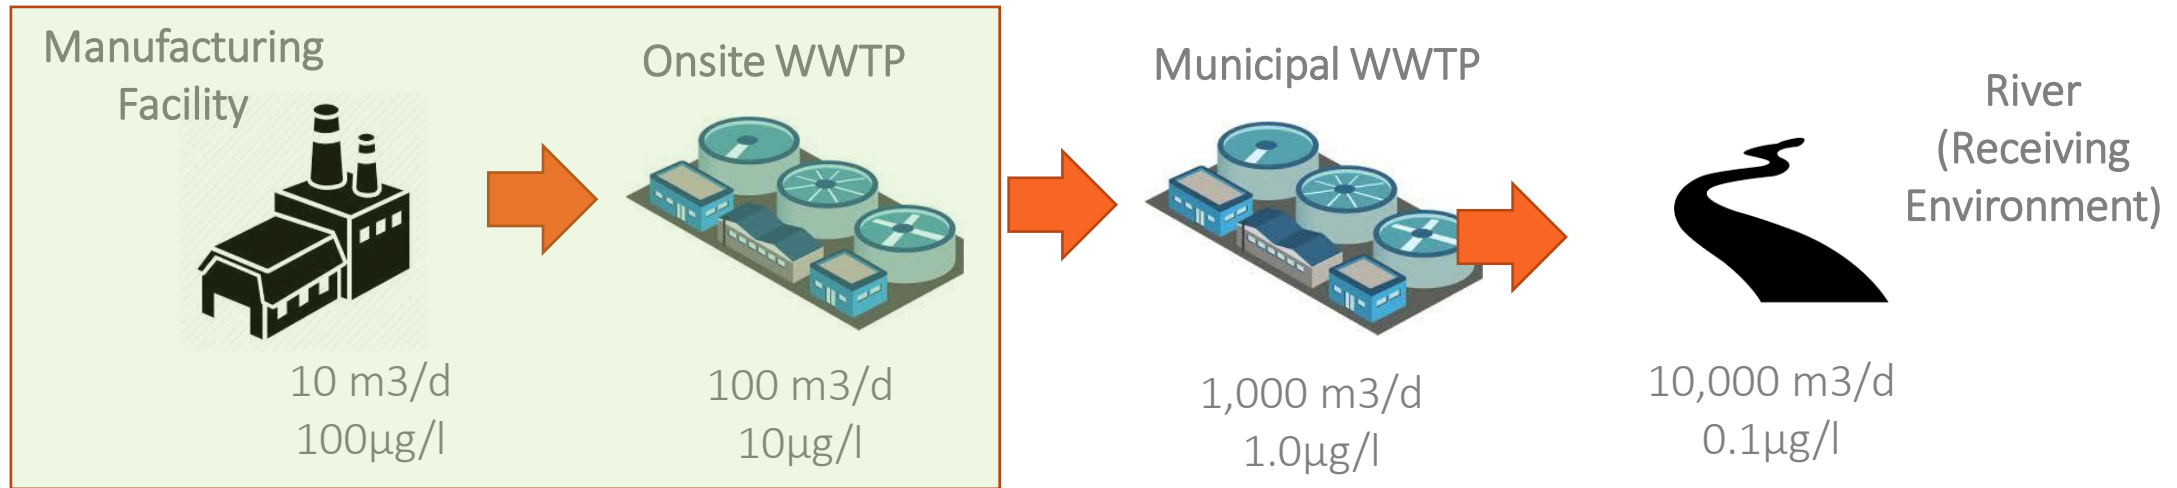 Manufacturing
Facility
10 m3/d
100µg/l
Onsite WWTP
100 m3/d
10µg/l
Municipal WWTP
1,000 m3/d
1.0µg/l
River
(Receiving
Environment)
10,000 m3/d
0.1µg/l